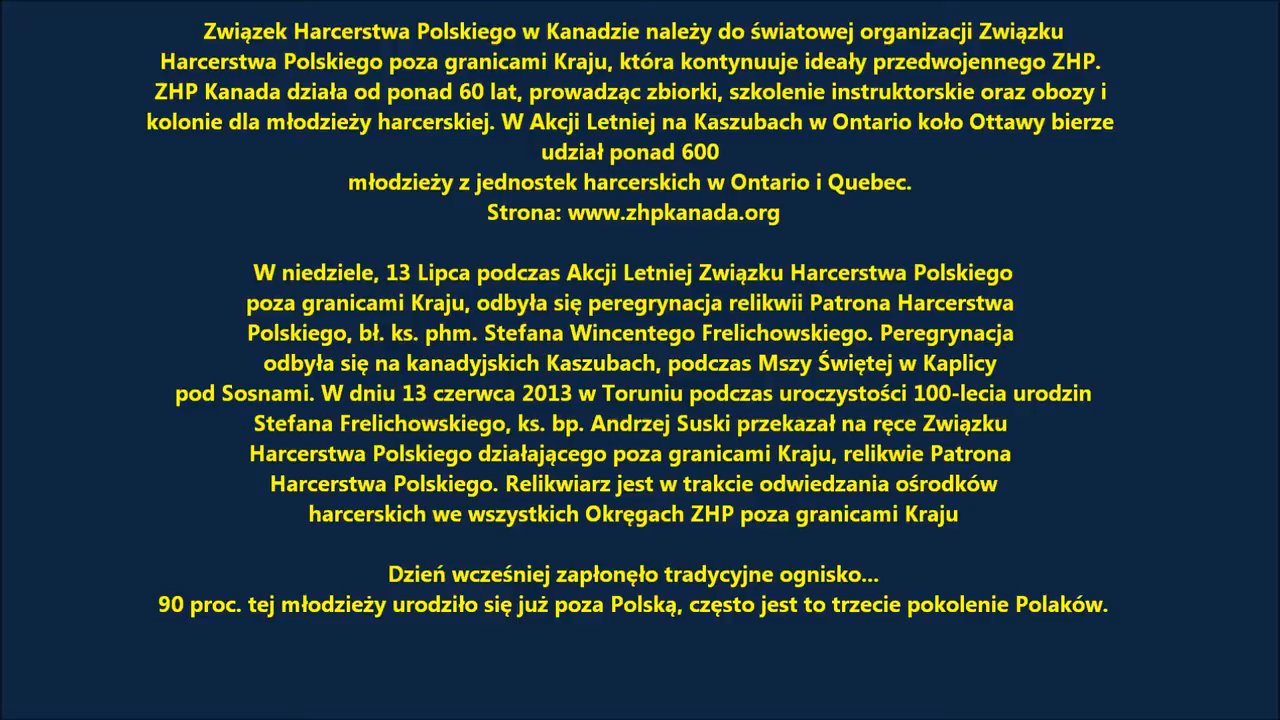 Związek Harcerstwa Polskiego w Kanadzie należy do światowej organizacji Związku
Harcerstwa Polskiego poza granicami Kraju, która kontynuuje ideały przedwojennego ZHP.
ZHP Kanada działa od ponad 60 lat, prowadząc zbiorki, szkolenie instruktorskie oraz obozy i
kolonie dla młodzieży harcerskiej. W Akcji Letniej na Kaszubach w Ontario koło Ottawy bierze
udział ponad 600
młodzieży z jednostek harcerskich w Ontario i Quebec.
Strona: www.zhpkanada.org
W niedziele, 13 Lipca podczas Akcji Letniej Związku Harcerstwa Polskiego
poza granicami Kraju, odbyła się peregrynacja relikwii Patrona Harcerstwa
Polskiego, bł. ks. phm. Stefana Wincentego Frelichowskiego. Peregrynacja
odbyła się na kanadyjskich Kaszubach, podczas Mszy Świętej w Kaplicy
pod Sosnami. W dniu 13 czerwca 2013 w Toruniu podczas uroczystości 100-lecia urodzin
Stefana Frelichowskiego, ks. bp. Andrzej Suski przekazał na ręce Związku
Harcerstwa Polskiego działającego poza granicami Kraju, relikwie Patrona
Harcerstwa Polskiego. Relikwiarz jest w trakcie odwiedzania ośrodków
harcerskich we wszystkich Okręgach ZHP poza granicami Kraju
Dzień wcześniej zapłonęło tradycyjne ognisko...
90 proc. tej młodzieży urodziło się już poza Polską, często jest to trzecie pokolenie Polaków.